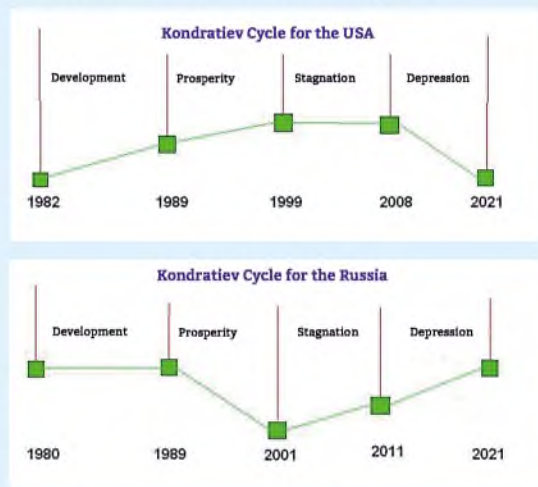 Kondratiev Cycle for the USA
Development Prosperity Stagnation Depression
1982 1989 1999 2008 2021
Kondratiev Cycle for the Russia
Development Prosperity Stagnation Depression
1980 1989 2001 2011 2021